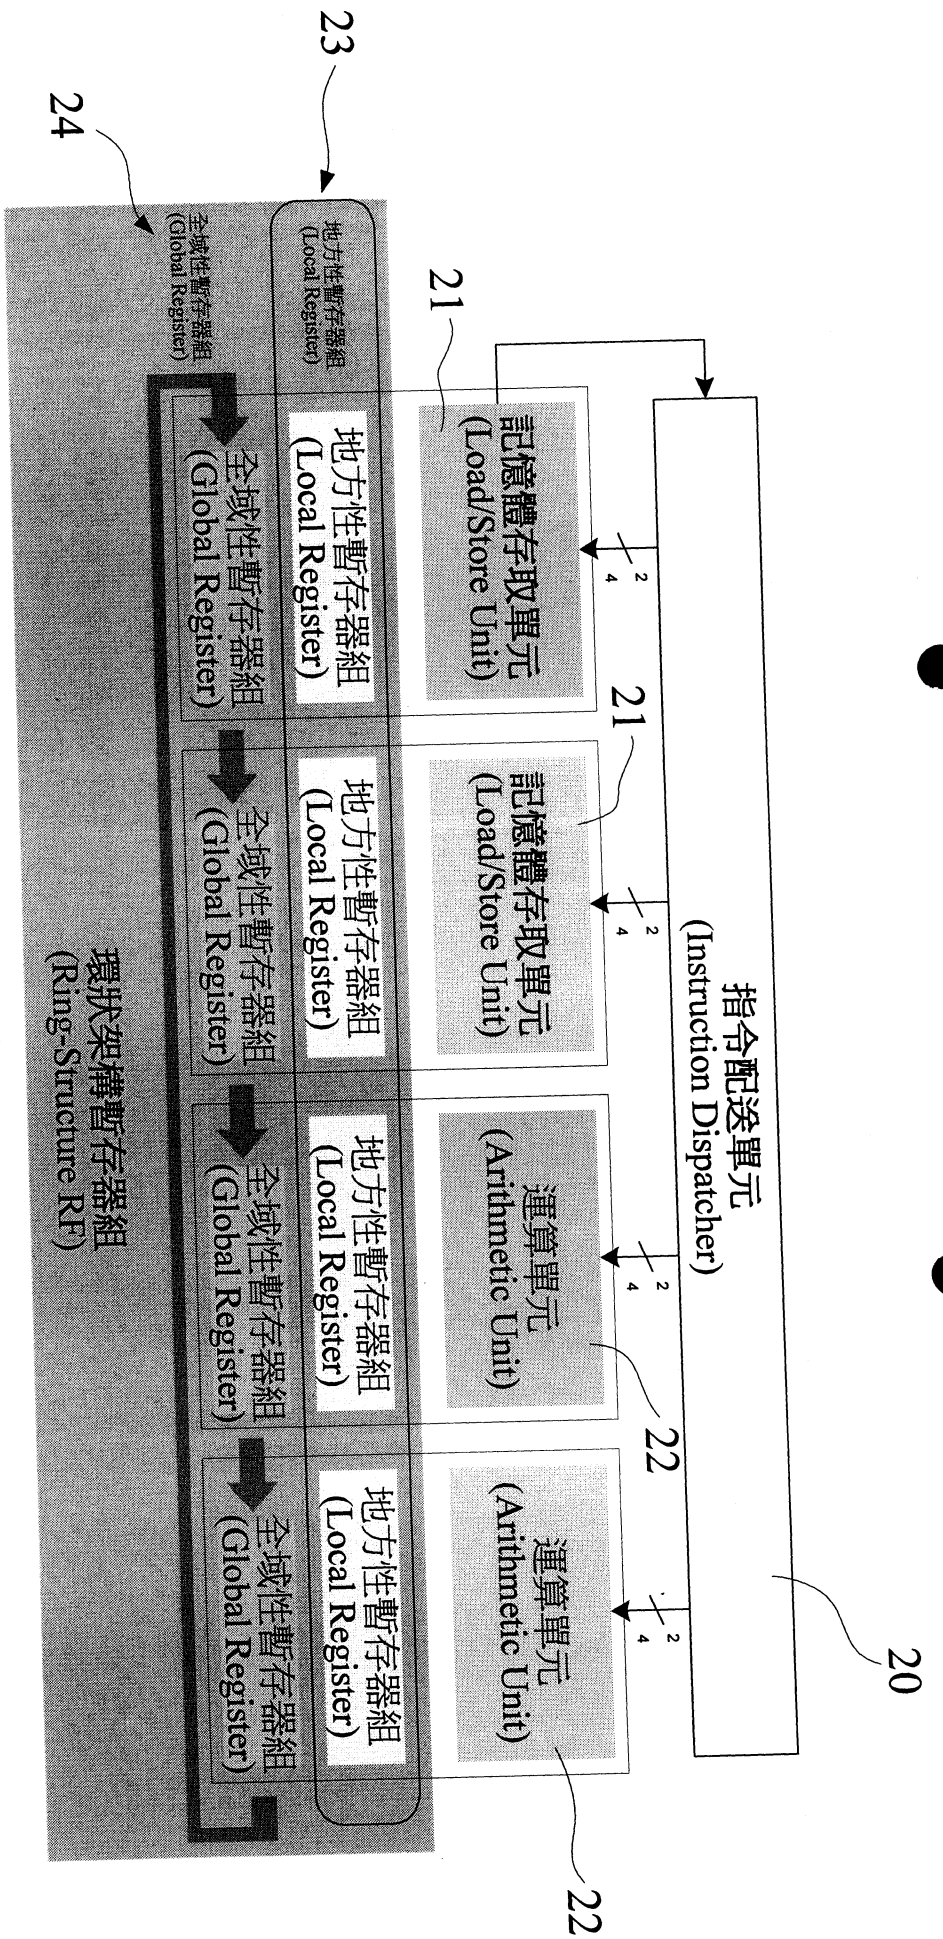 20
指令配送單元
(Instruction Dispatcher)
2
4
2
4
2
4
2
4
21
21
22
22
記憶體存取單元
(Load/Store Unit)
記憶體存取單元
(Load/Store Unit)
運算單元
(Arithmetic Unit)
運算單元
(Arithmetic Unit)
23
地方性暫存器組
(Local Register)
地方性暫存器組
(Local Register)
地方性暫存器組
(Local Register)
地方性暫存器組
(Local Register)
地方性暫存器組
(Local Register)
24
全域性暫存器組
(Global Register)
全域性暫存器組
(Global Register)
全域性暫存器組
(Global Register)
全域性暫存器組
(Global Register)
全域性暫存器組
(Global Register)
環狀架構暫存器組
(Ring-Structure RF)